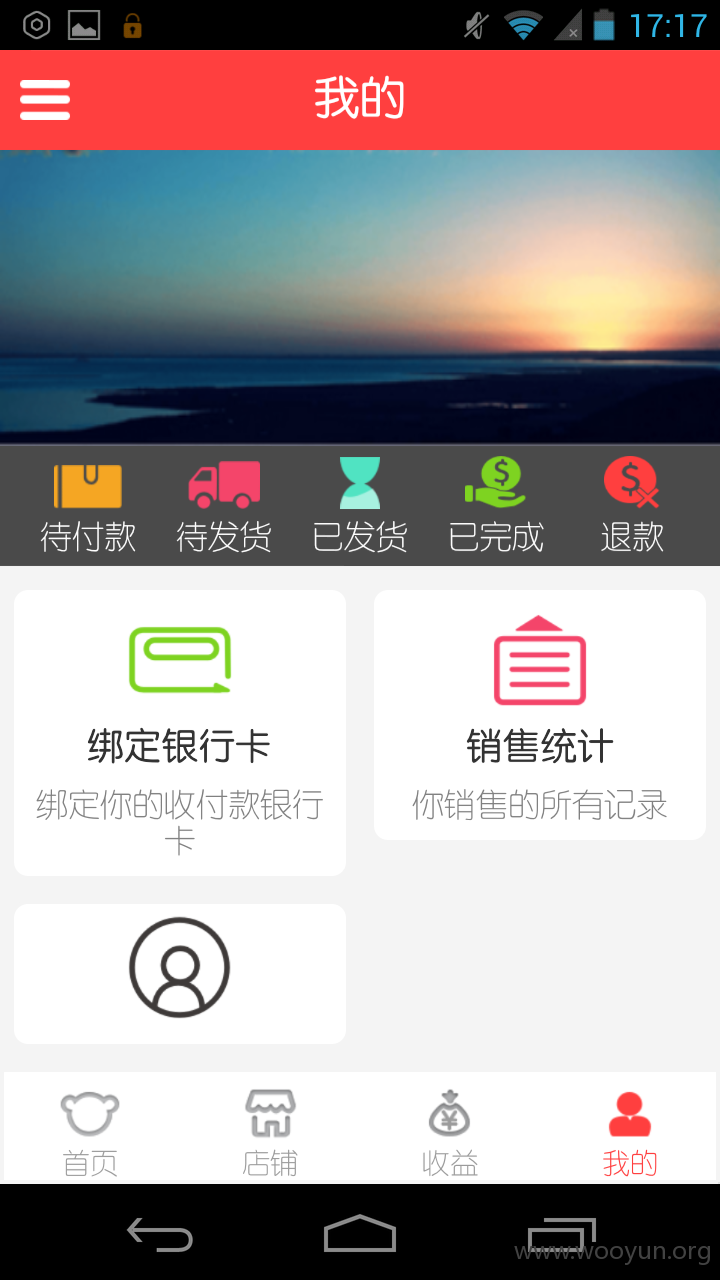 17:17
我的
待付款
待发货
已发货
已完成
退款
绑定银行卡
绑定你的收付款银行
卡
销售统计
你销售的所有记录
首页
店铺
收益
我的
www.wooyun.org